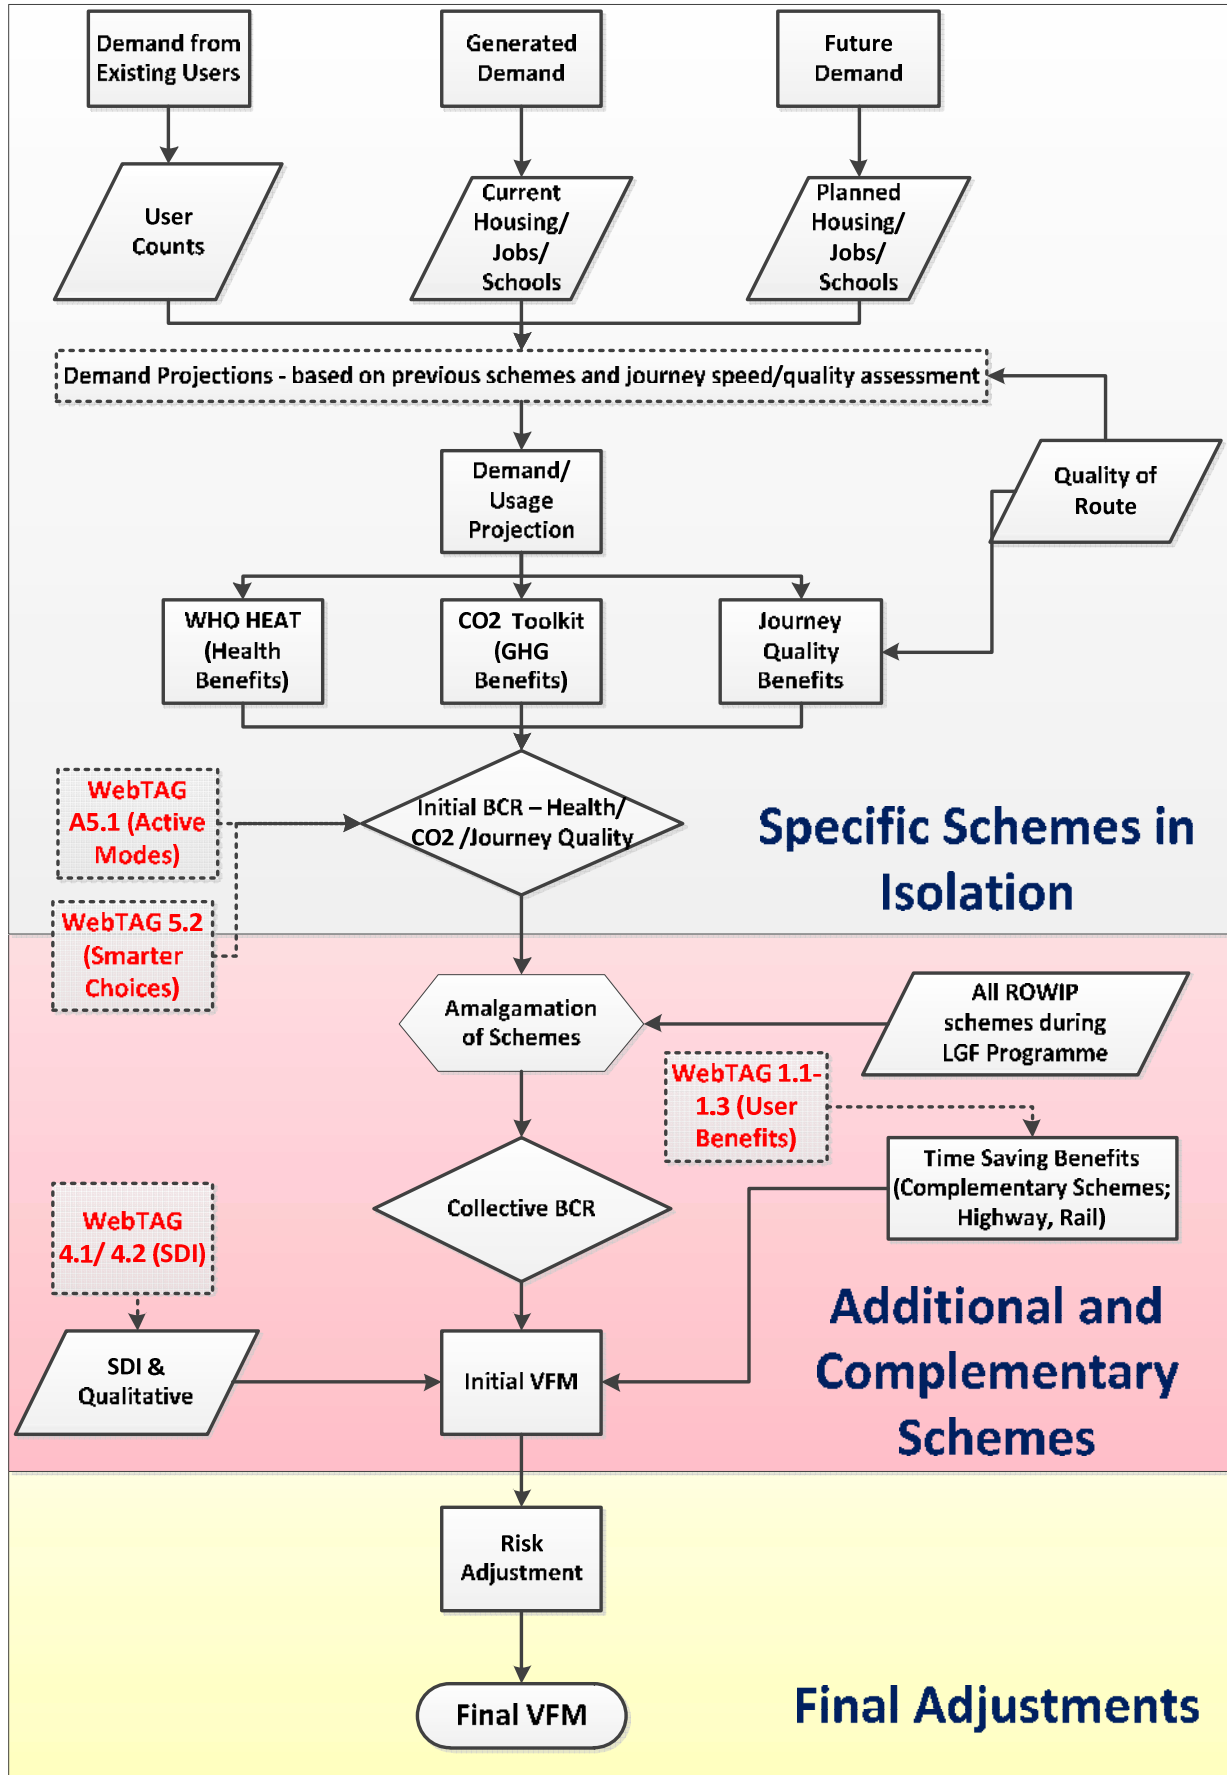 Demand from
Existing Users
Generated
Demand
Future
Demand
User
Counts
Current
Housing/
Jobs/
Schools
Planned
Housing/
Jobs/
Schools
Demand Projections - based on previous schemes and journey speed/quality assessment
Quality of
Route
Demand/
Usage
Projection
WHO HEAT
(Health
Benefits)
CO2 Toolkit
(GHG
Benefits)
Journey
Quality
Benefits
WebTAG
A5.1 (Active
Modes)
Initial BCR – Health/
CO2 /Journey Quality
Specific Schemes in
Isolation
WebTAG 5.2
(Smarter
Choices)
Amalgamation
of Schemes
All ROWIP
schemes during
LGF Programme
WebTAG 1.1-
1.3 (User
Benefits)
Time Saving Benefits
(Complementary Schemes;
Highway, Rail)
Collective BCR
WebTAG
4.1/ 4.2 (SDI)
Additional and
Complementary
Schemes
SDI &
Qualitative
Initial VFM
Risk
Adjustment
Final VFM
Final Adjustments